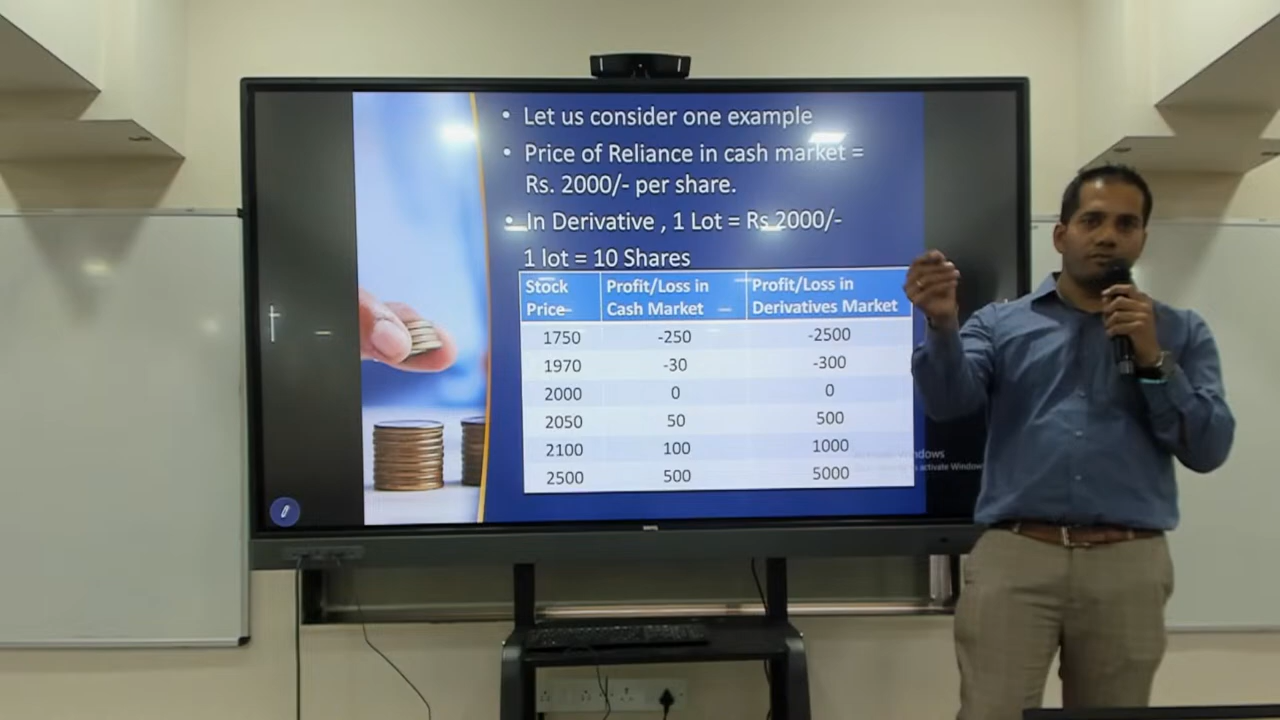 • Let us consider one example
• Price of Reliance in cash market =
Rs. 2000/- per share.
• In Derivative , 1 Lot = Rs 2000/-
1 lot = 10 Shares
Stock Profit/Loss in Profit/Loss in
Price Cash Market Derivatives Market
1750 -250 -2500
1970 -30 -300
2000 0 0
2050 50 500
2100 100 1000
2500 500 5000
activate Window